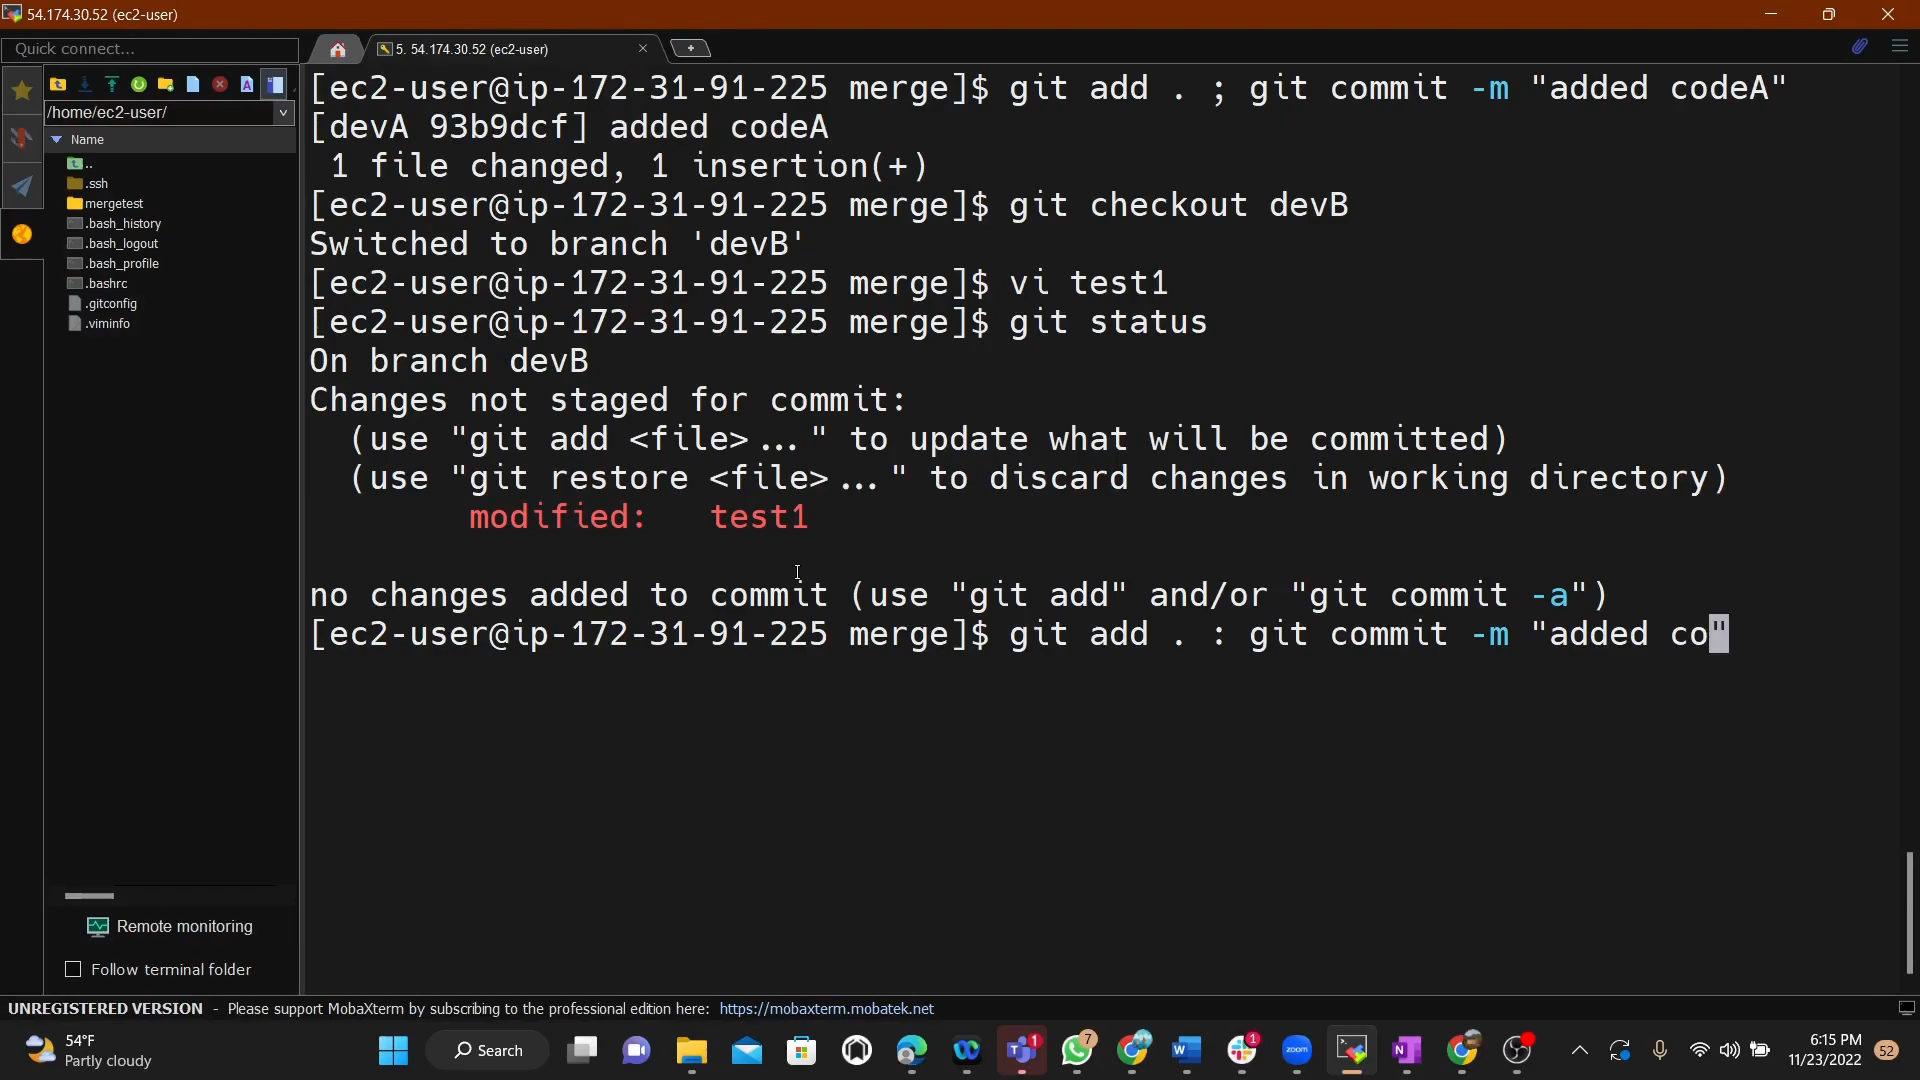 54.174.30.52 (ec2-user)
Quick connect...
5. 54.174.30.52 (ec2-user)
/home/ec2-user/
Name
..
.ssh
mergetest
.bash_history
.bash_logout
.bash_profile
.bashrc
.gitconfig
.viminfo
Remote monitoring
Follow terminal folder
[ec2-user@ip-172-31-91-225 merge]$ git add . ; git commit -m "added codeA"
[devA 93b9dcf] added codeA
1 file changed, 1 insertion(+)
[ec2-user@ip-172-31-91-225 merge]$ git checkout devB
Switched to branch 'devB'
[ec2-user@ip-172-31-91-225 merge]$ vi test1
[ec2-user@ip-172-31-91-225 merge]$ git status
On branch devB
Changes not staged for commit:
(use "git add <file>..." to update what will be committed)
(use "git restore <file>..." to discard changes in working directory)
modified: test1
no changes added to commit (use "git add" and/or "git commit -a")
[ec2-user@ip-172-31-91-225 merge]$ git add . : git commit -m "added co"
UNREGISTERED VERSION - Please support MobaXterm by subscribing to the professional edition here: https://mobaxterm.mobatek.net
54°F
Partly cloudy
Search
1
7
1
zoom
6:15 PM
11/23/2022
52